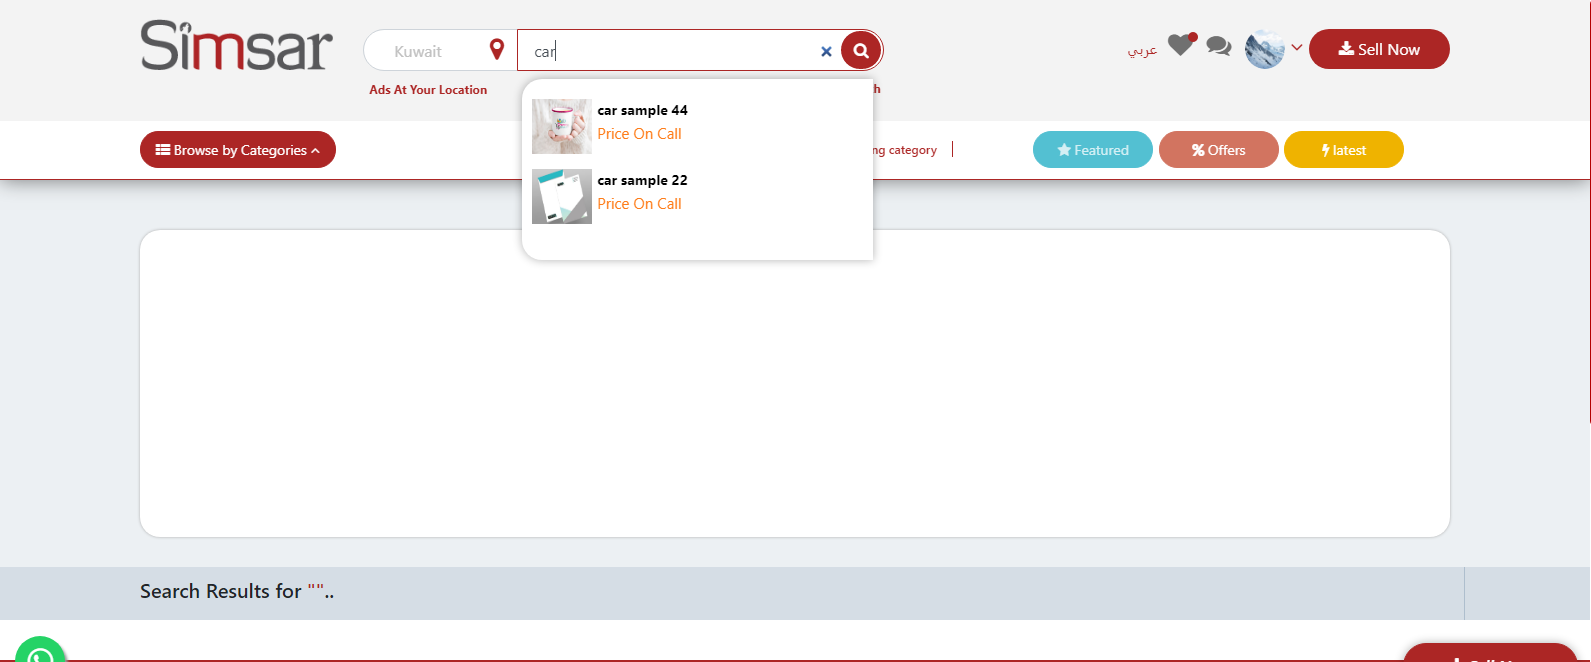 Simsar
Kuwait
car
عربي
Sell Now
Ads At Your Location
h
car sample 44
Price On Call
Browse by Categories
ng category
Featured
Offers
latest
car sample 22
Price On Call
Search Results for ""..